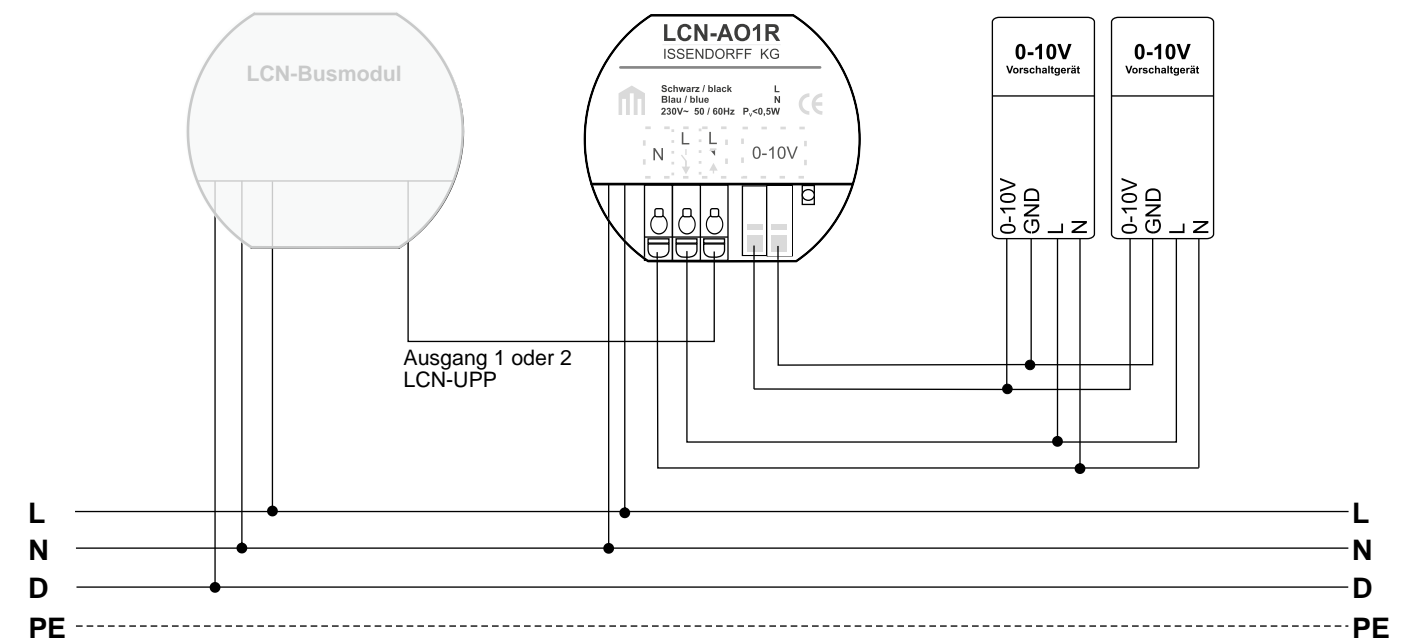 LCN-Busmodul
LCN-AO1R
ISSENDORFF KG
Schwarz / black L
Blau / blue N
230V~ 50 / 60Hz Pv<0,5W
CE
N L L 0-10V
0-10V
Vorschaltgerät
0-10V
GND
L
N
0-10V
Vorschaltgerät
0-10V
GND
L
N
Ausgang 1 oder 2
LCN-UPP
L L
N N
D D
PE PE